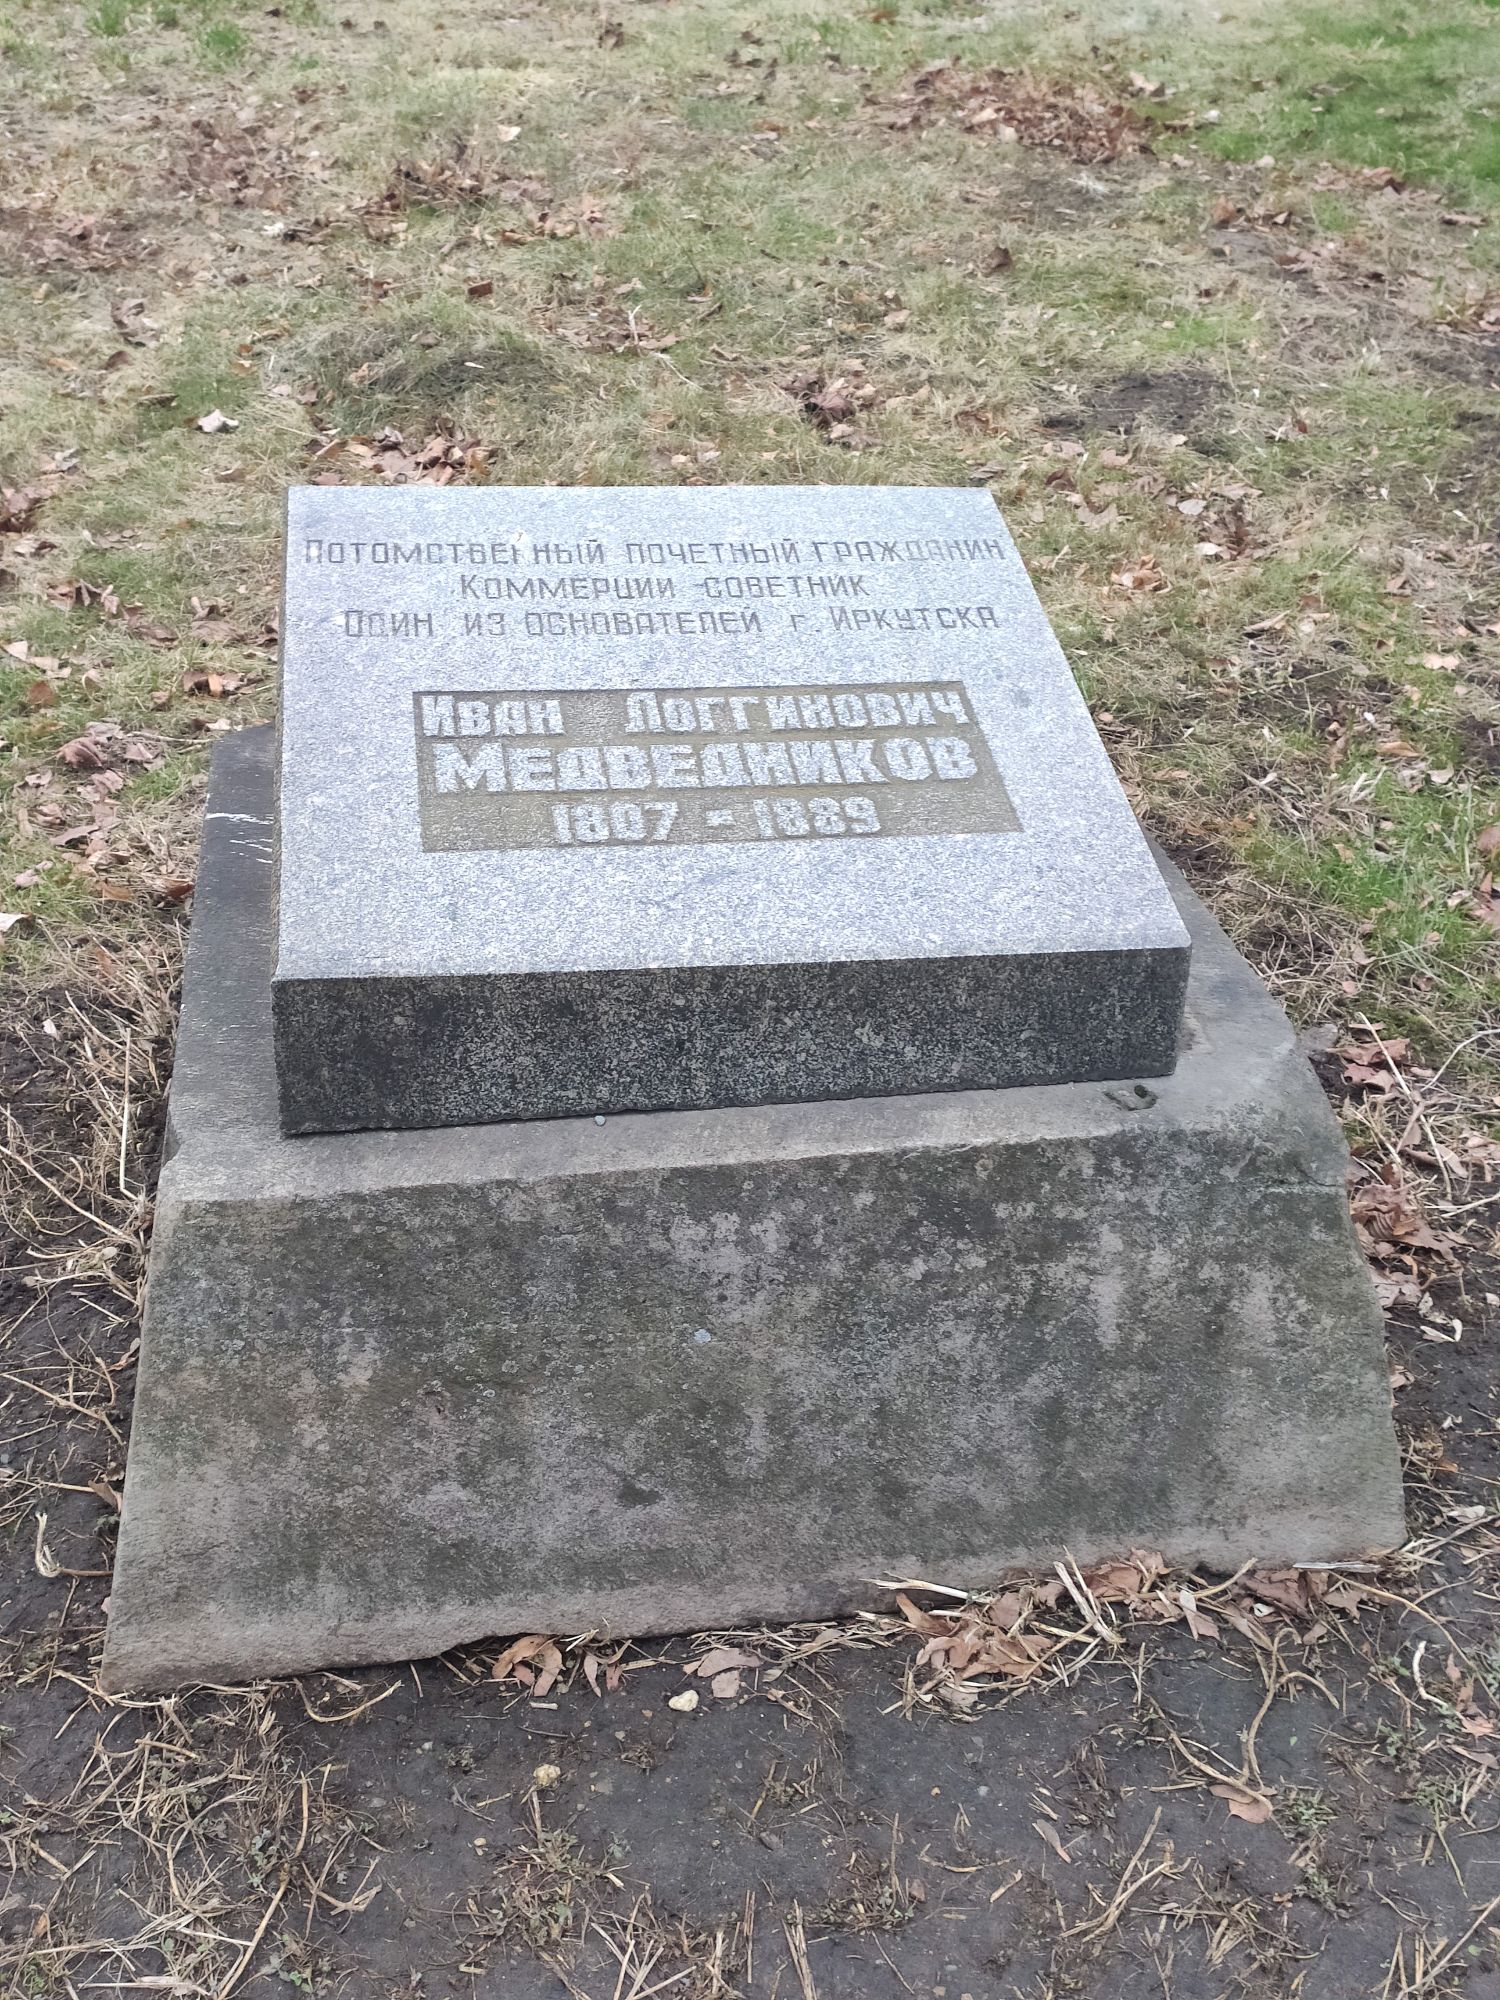 Потомственный почетный гражданин
Коммерции советник
Один из основателей г. Иркутска
Иван Логгинович
Медведников
1807 - 1889